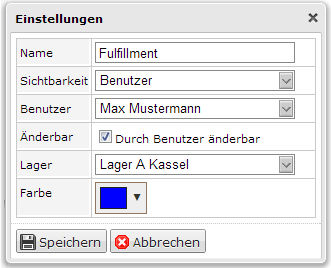 Einstellungen
Name Fulfillment
Sichtbarkeit Benutzer
Benutzer Max Mustermann
Änderbar Durch Benutzer änderbar
Lager Lager A Kassel
Farbe
Speichern Abbrechen